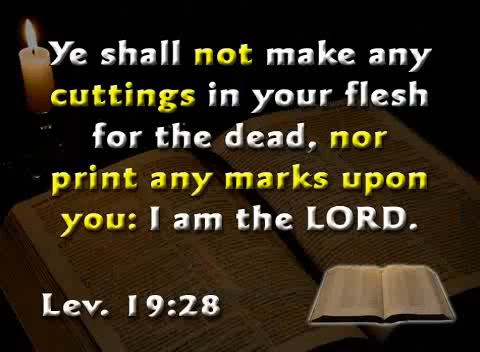 Ye shall not make any
cuttings in your flesh
for the dead, nor
print any marks upon
you: I am the LORD.
Lev. 19:28